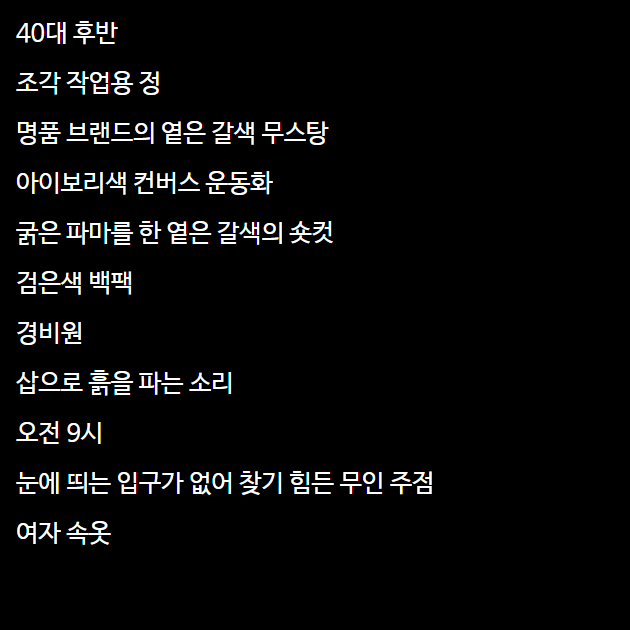 40대 후반
조각 작업용 정
명품 브랜드의 옅은 갈색 무스탕
아이보리색 컨버스 운동화
굵은 파마를 한 옅은 갈색의 숏컷
검은색 백팩
경비원
삽으로 흙을 파는 소리
오전 9시
눈에 띄는 입구가 없어 찾기 힘든 무인 주점
여자 속옷